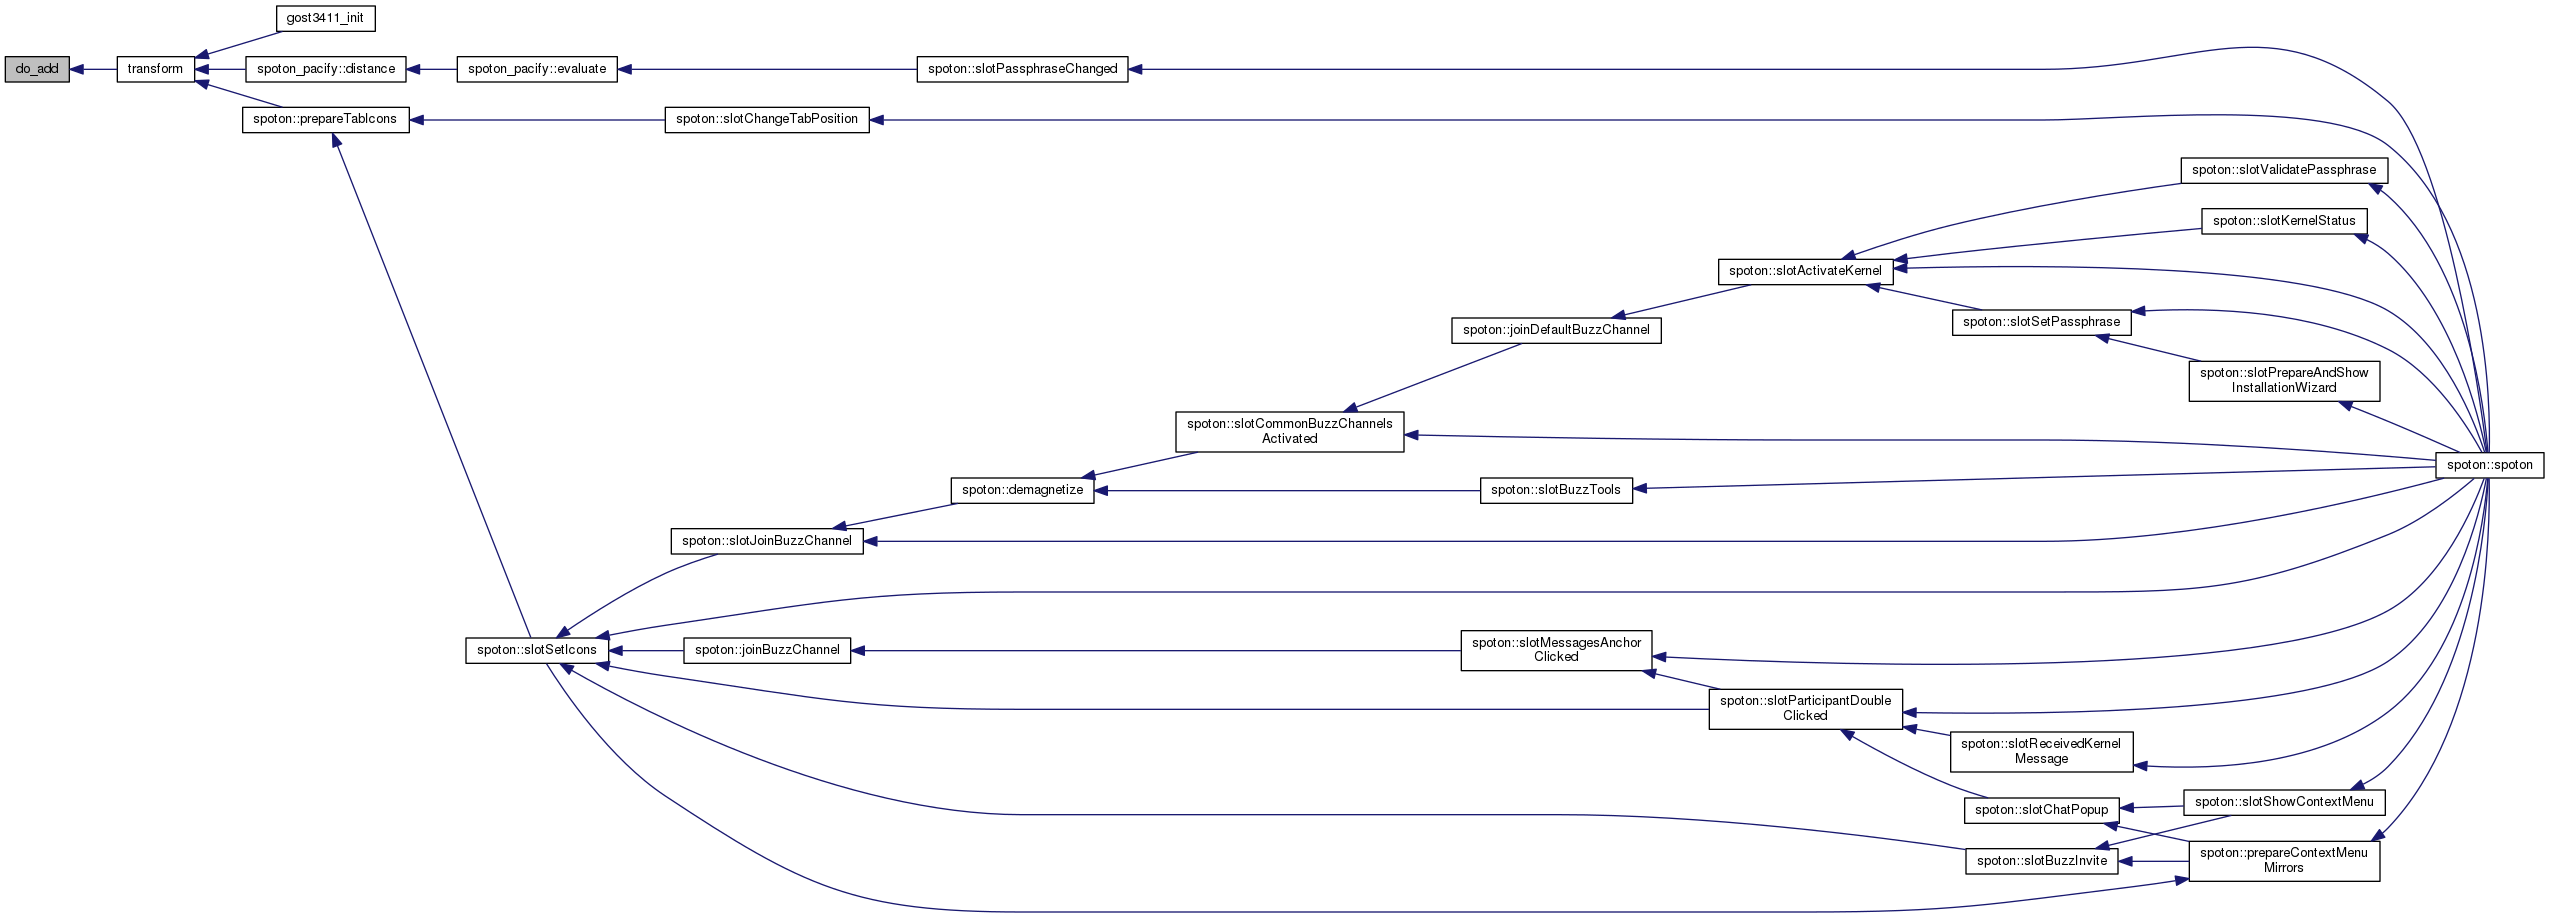 gost3411_init
do_add
transform
spoton_pacify::distance
spoton_pacify::evaluate
spoton::slotPassphraseChanged
spoton::prepareTabIcons
spoton::slotChangeTabPosition
spoton::slotValidatePassphrase
spoton::slotKernelStatus
spoton::slotActivateKernel
spoton::slotSetPassphrase
spoton::joinDefaultBuzzChannel
spoton::slotPrepareAndShow
InstallationWizard
spoton::slotCommonBuzzChannels
Activated
spoton::spoton
spoton::demagnetize
spoton::slotBuzzTools
spoton::slotJoinBuzzChannel
spoton::slotSetIcons
spoton::joinBuzzChannel
spoton::slotMessagesAnchor
Clicked
spoton::slotParticipantDouble
Clicked
spoton::slotReceivedKernel
Message
spoton::slotChatPopup
spoton::slotShowContextMenu
spoton::slotBuzzInvite
spoton::prepareContextMenu
Mirrors